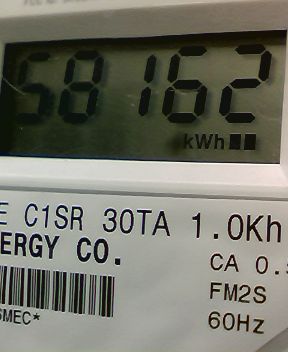 58162
kWh
E C1SR 30TA 1.0Kh
ERGY CO.
CA 0.
FM2S
60Hz
SMEC*